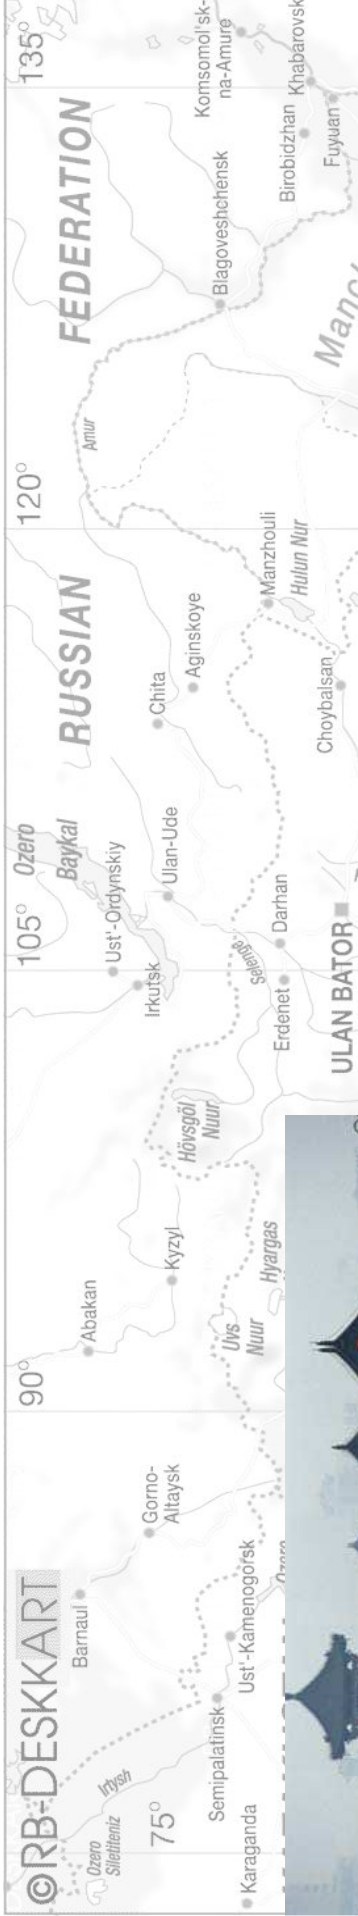 ©RB-DESKKART
75°
90°
105°
120°
135°
RUSSIAN
FEDERATION
Ozero
Siletiteniz
Irtysh
Barnaul
Gorno-
Altaysk
Karaganda
Semipalatinsk
Ust'-Kamenogorsk
Abakan
Kyzyl
Uvs
Nuur
Hyargas
Hövsgöl
Nuur
Irkutsk
Ust'-Ordynskiy
Ozero
Baykal
Ulan-Ude
Selenge
Erdenet
Darhan
ULAN BATOR
Chita
Aginskoye
Manzhouli
Hulun Nur
Choybalsan
Amur
Blagoveshchensk
Komsomol'sk-
na-Amure
Birobidzhan
Khabarovsk
Fuyuan